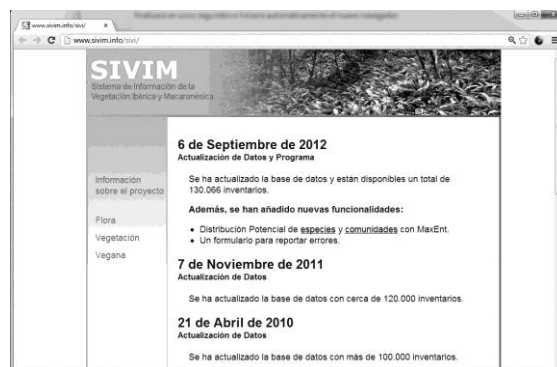 www.sivim.info/sivi/
www.sivim.info/sivi/
SIVIM
Sistema de Información de la
Vegetación Ibérica y Macaronésica
6 de Septiembre de 2012
Actualización de Datos y Programa
Se ha actualizado la base de datos y están disponibles un total de
130.066 inventarios.
Además, se han añadido nuevas funcionalidades:
• Distribución Potencial de especies y comunidades con MaxEnt.
• Un formulario para reportar errores.
7 de Noviembre de 2011
Actualización de Datos
Se ha actualizado la base de datos con cerca de 120.000 inventarios.
21 de Abril de 2010
Actualización de Datos
Se ha actualizado la base de datos con más de 100.000 inventarios.
Información
sobre el proyecto
Flora
Vegetación
Vegana